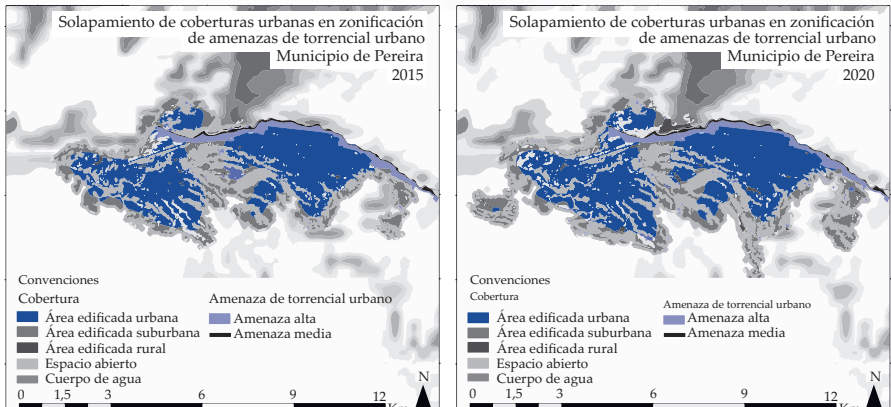 Solapamiento de coberturas urbanas en zonificación
de amenazas de torrencial urbano
Municipio de Pereira
2015
Convenciones
Cobertura
Área edificada urbana
Área edificada suburbana
Área edificada rural
Espacio abierto
Cuerpo de agua
Amenaza de torrencial urbano
Amenaza alta
Amenaza media
0 1,5 3 6 9 12
Km
N
Solapamiento de coberturas urbanas en zonificación
de amenazas de torrencial urbano
Municipio de Pereira
2020
Convenciones
Cobertura
Área edificada urbana
Área edificada suburbana
Área edificada rural
Espacio abierto
Cuerpo de agua
Amenaza de torrencial urbano
Amenaza alta
Amenaza media
0 1,5 3 6 9 12
Km
N